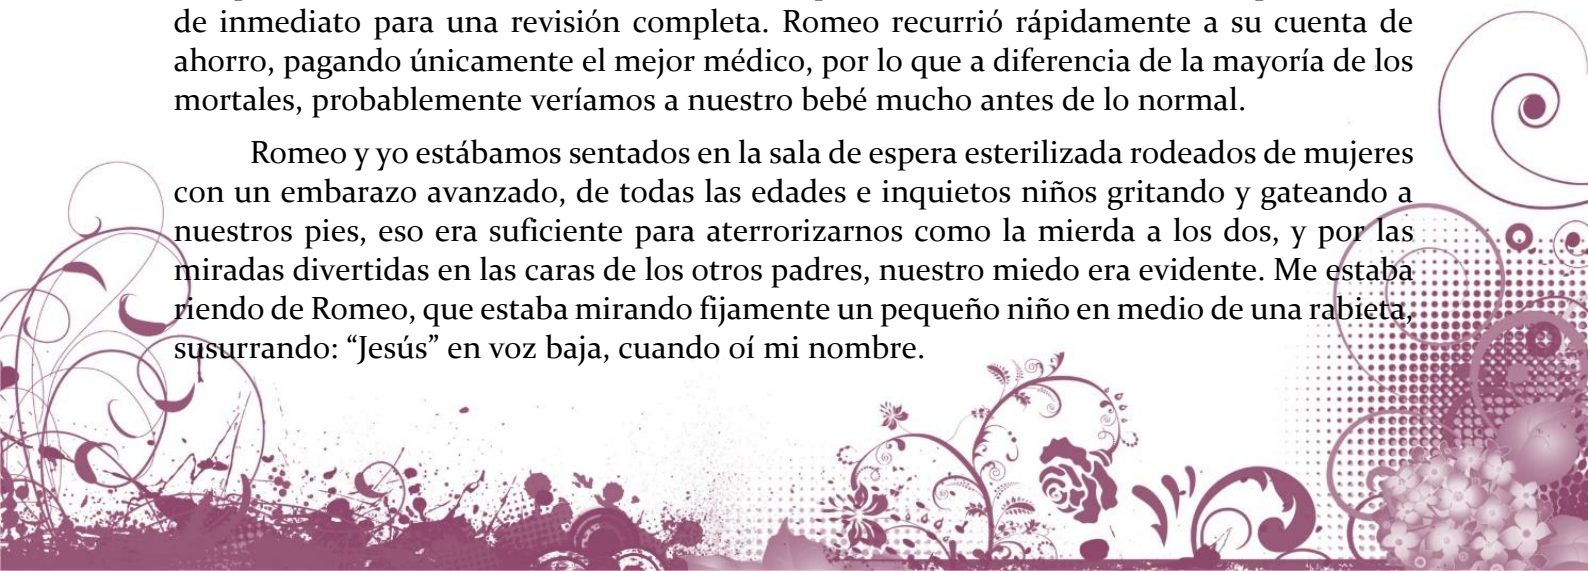 de inmediato para una revisión completa. Romeo recurrió rápidamente a su cuenta de
ahorro, pagando únicamente el mejor médico, por lo que a diferencia de la mayoría de los
mortales, probablemente veríamos a nuestro bebé mucho antes de lo normal.
Romeo y yo estábamos sentados en la sala de espera esterilizada rodeados de mujeres
con un embarazo avanzado, de todas las edades e inquietos niños gritando y gateando a
nuestros pies, eso era suficiente para aterrorizarnos como la mierda a los dos, y por las
miradas divertidas en las caras de los otros padres, nuestro miedo era evidente. Me estaba
riendo de Romeo, que estaba mirando fijamente un pequeño niño en medio de una rabieta,
susurrando: “Jesús” en voz baja, cuando oí mi nombre.